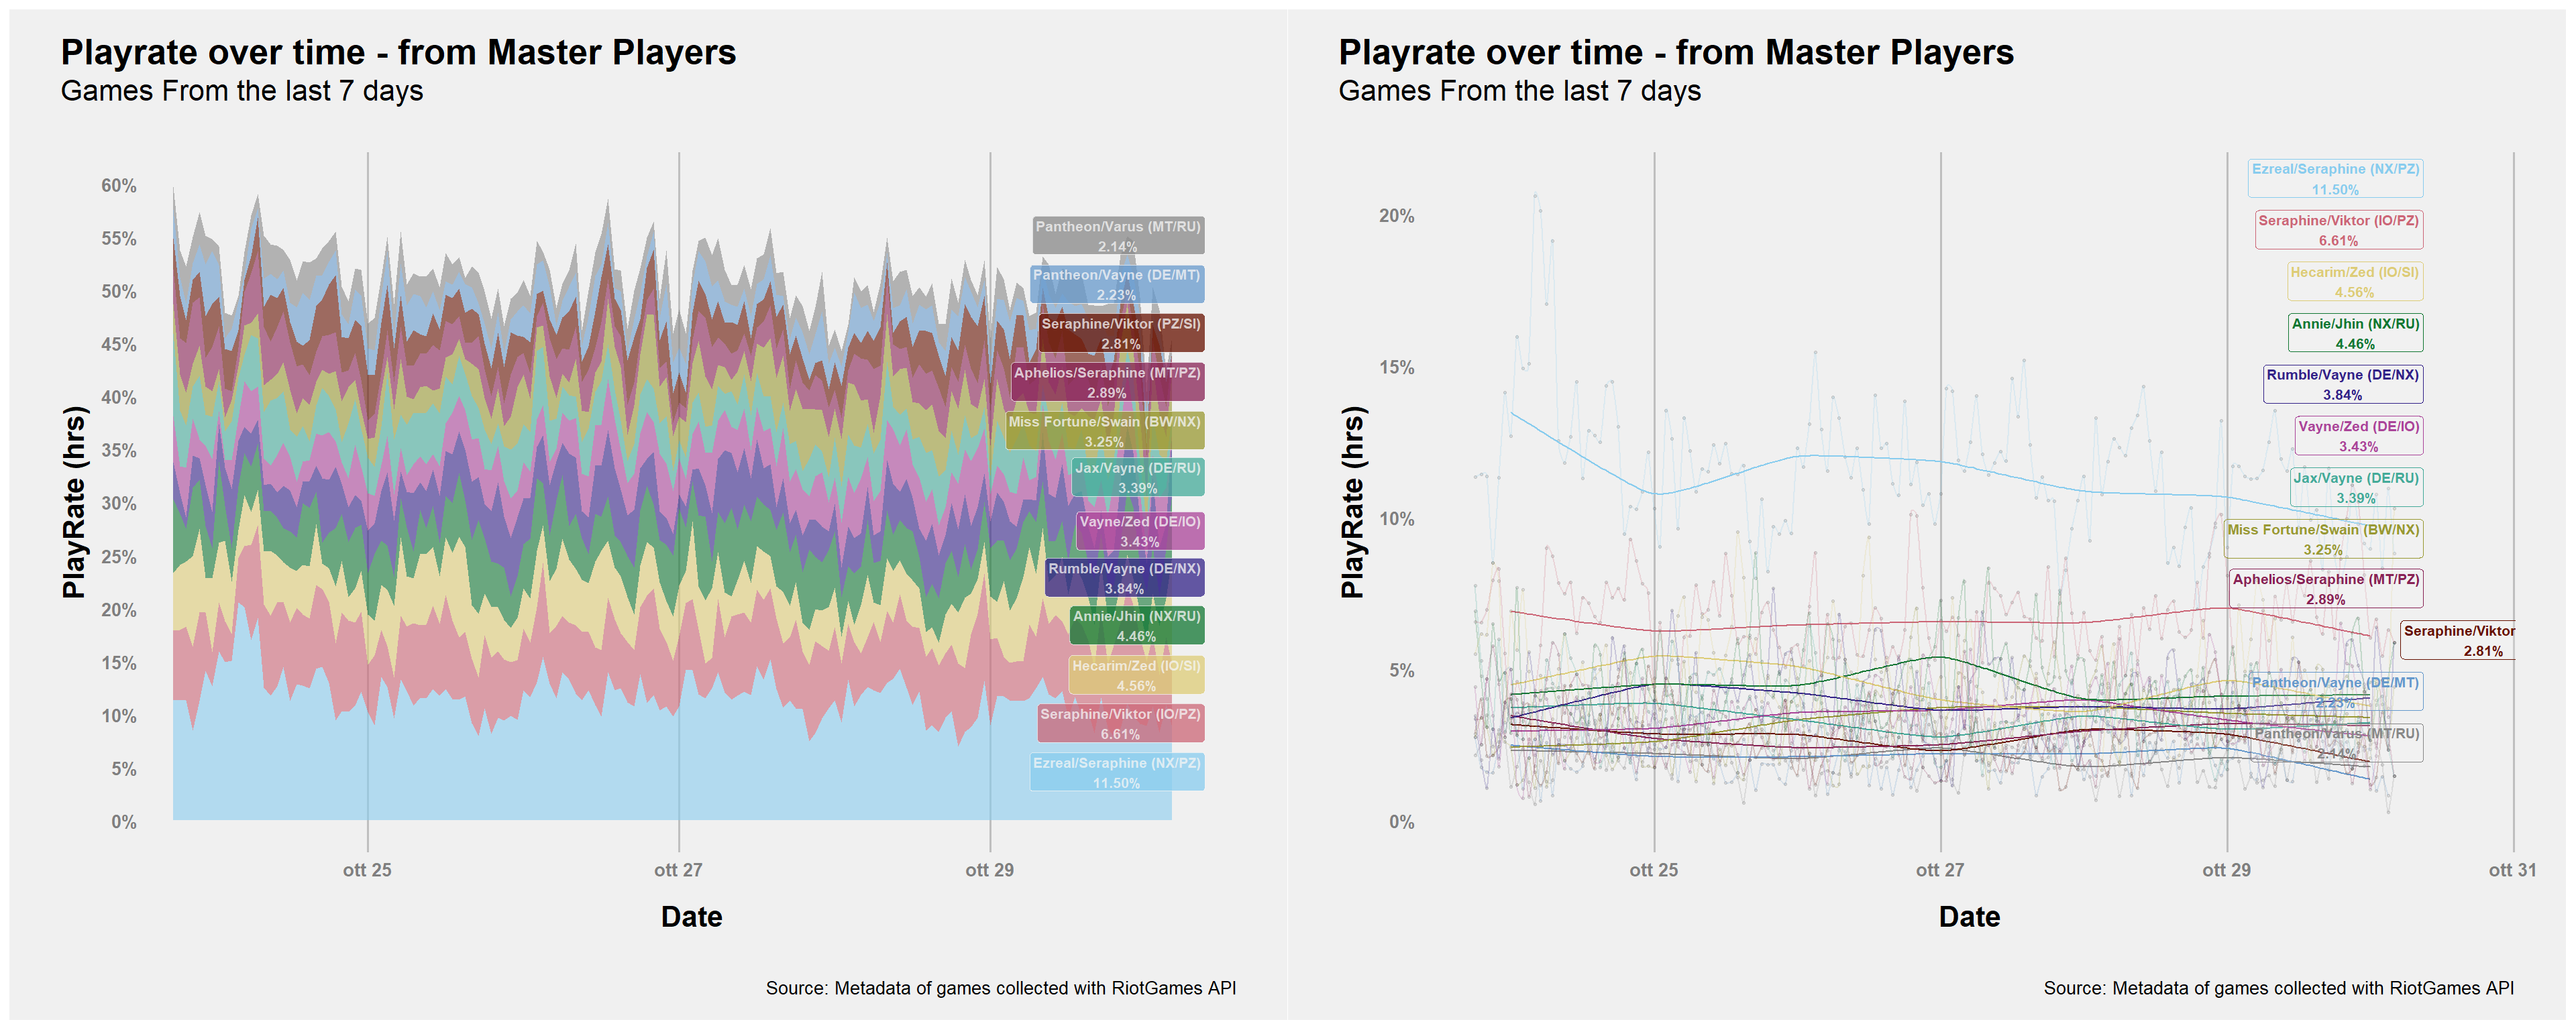 Playrate over time - from Master Players
Games From the last 7 days
PlayRate (hrs)
60%
55%
50%
45%
40%
35%
30%
25%
20%
15%
10%
5%
0%
Pantheon/Varus (MT/RU)
2.14%
Pantheon/Vayne (DE/MT)
2.23%
Seraphine/Viktor (PZ/SI)
2.81%
Aphelios/Seraphine (MT/PZ)
2.89%
Miss Fortune/Swain (BW/NX)
3.25%
Jax/Vayne (DE/RU)
3.39%
Vayne/Zed (DE/IO)
3.43%
Rumble/Vayne (DE/NX)
3.84%
Annie/Jhin (NX/RU)
4.46%
Hecarim/Zed (IO/SI)
4.56%
Seraphine/Viktor (IO/PZ)
6.61%
Ezreal/Seraphine (NX/PZ)
11.50%
ott 25
ott 27
ott 29
Date
Source: Metadata of games collected with RiotGames API
Playrate over time - from Master Players
Games From the last 7 days
PlayRate (hrs)
20%
15%
10%
5%
0%
Ezreal/Seraphine (NX/PZ)
11.50%
Seraphine/Viktor (IO/PZ)
6.61%
Hecarim/Zed (IO/SI)
4.56%
Annie/Jhin (NX/RU)
4.46%
Rumble/Vayne (DE/NX)
3.84%
Vayne/Zed (DE/IO)
3.43%
Jax/Vayne (DE/RU)
3.39%
Miss Fortune/Swain (BW/NX)
3.25%
Aphelios/Seraphine (MT/PZ)
2.89%
Seraphine/Viktor
2.81%
Pantheon/Vayne (DE/MT)
2.23%
Pantheon/Varus (MT/RU)
2.14%
ott 25
ott 27
ott 29
ott 31
Date
Source: Metadata of games collected with RiotGames API